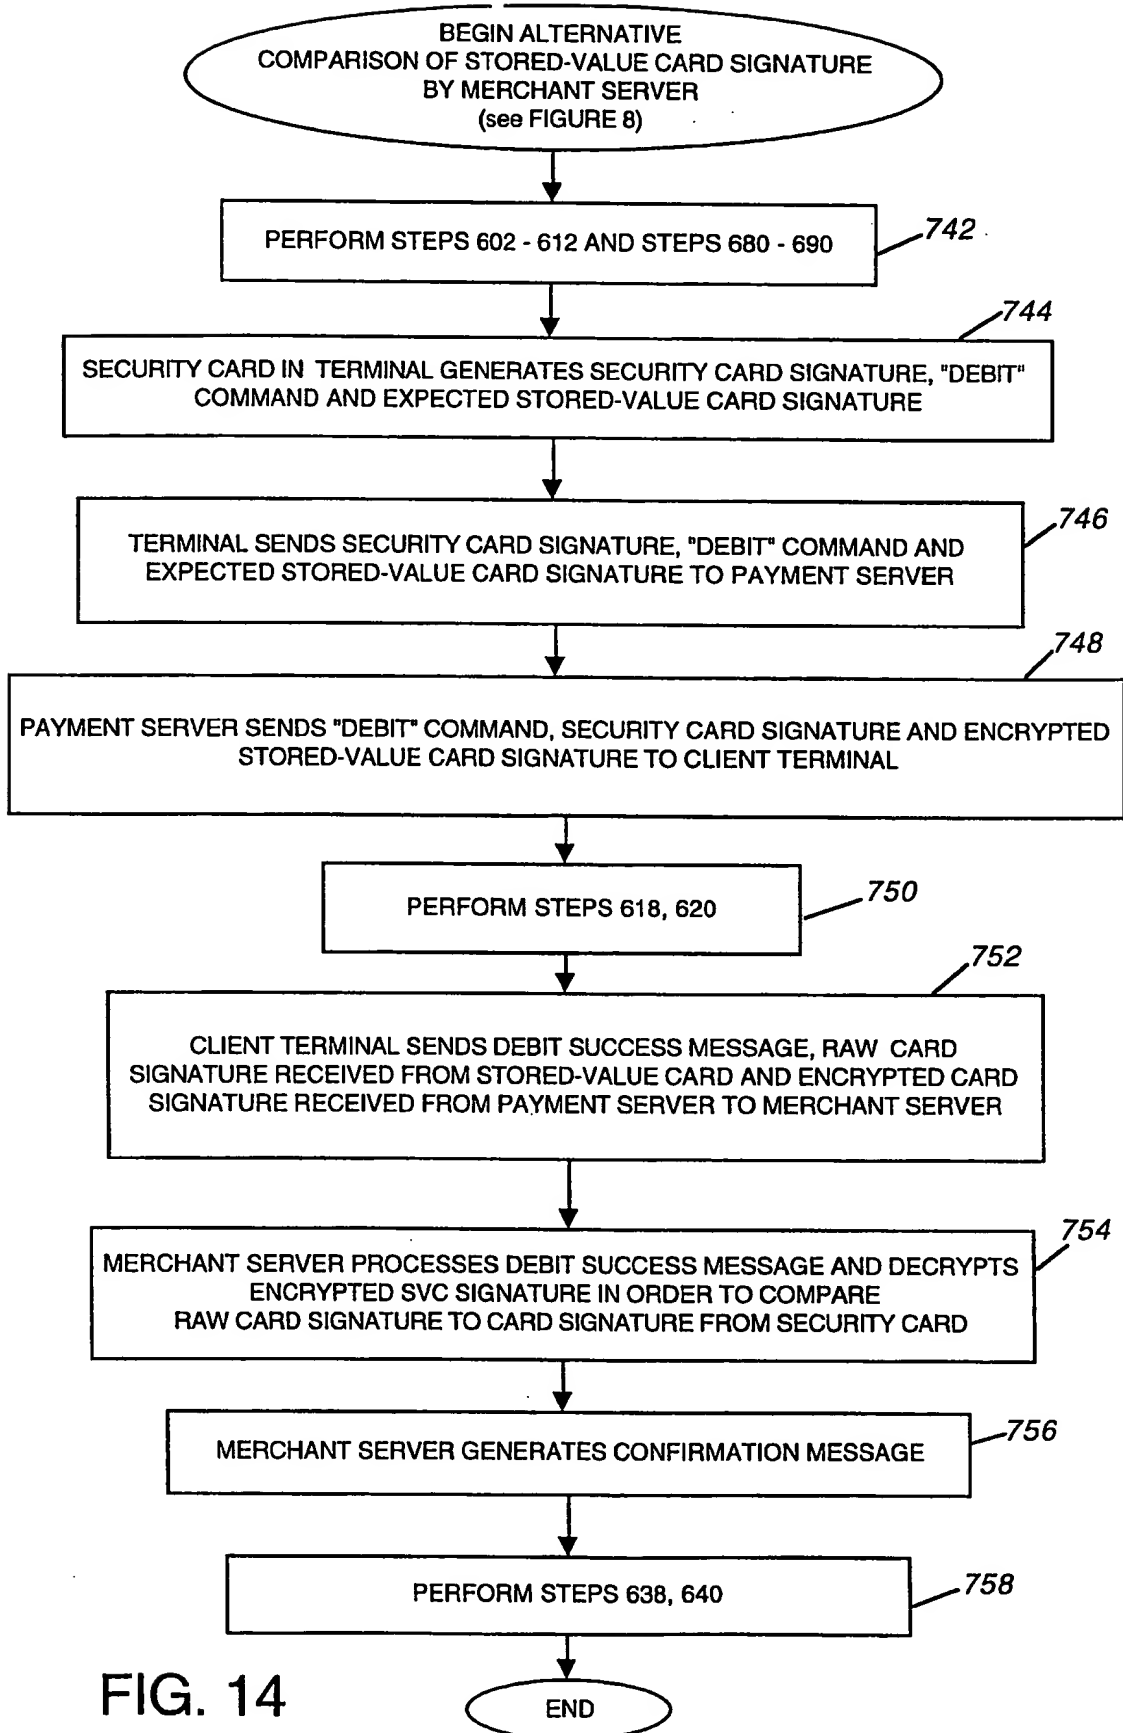 BEGIN ALTERNATIVE
COMPARISON OF STORED-VALUE CARD SIGNATURE
BY MERCHANT SERVER
(see FIGURE 8)
PERFORM STEPS 602 - 612 AND STEPS 680 - 690
742
744
SECURITY CARD IN TERMINAL GENERATES SECURITY CARD SIGNATURE, "DEBIT"
COMMAND AND EXPECTED STORED-VALUE CARD SIGNATURE
746
TERMINAL SENDS SECURITY CARD SIGNATURE, "DEBIT" COMMAND AND
EXPECTED STORED-VALUE CARD SIGNATURE TO PAYMENT SERVER
748
PAYMENT SERVER SENDS "DEBIT" COMMAND, SECURITY CARD SIGNATURE AND ENCRYPTED
STORED-VALUE CARD SIGNATURE TO CLIENT TERMINAL
750
PERFORM STEPS 618, 620
752
CLIENT TERMINAL SENDS DEBIT SUCCESS MESSAGE, RAW CARD
SIGNATURE RECEIVED FROM STORED-VALUE CARD AND ENCRYPTED CARD
SIGNATURE RECEIVED FROM PAYMENT SERVER TO MERCHANT SERVER
754
MERCHANT SERVER PROCESSES DEBIT SUCCESS MESSAGE AND DECRYPTS
ENCRYPTED SVC SIGNATURE IN ORDER TO COMPARE
RAW CARD SIGNATURE TO CARD SIGNATURE FROM SECURITY CARD
756
MERCHANT SERVER GENERATES CONFIRMATION MESSAGE
758
PERFORM STEPS 638, 640
FIG. 14
END